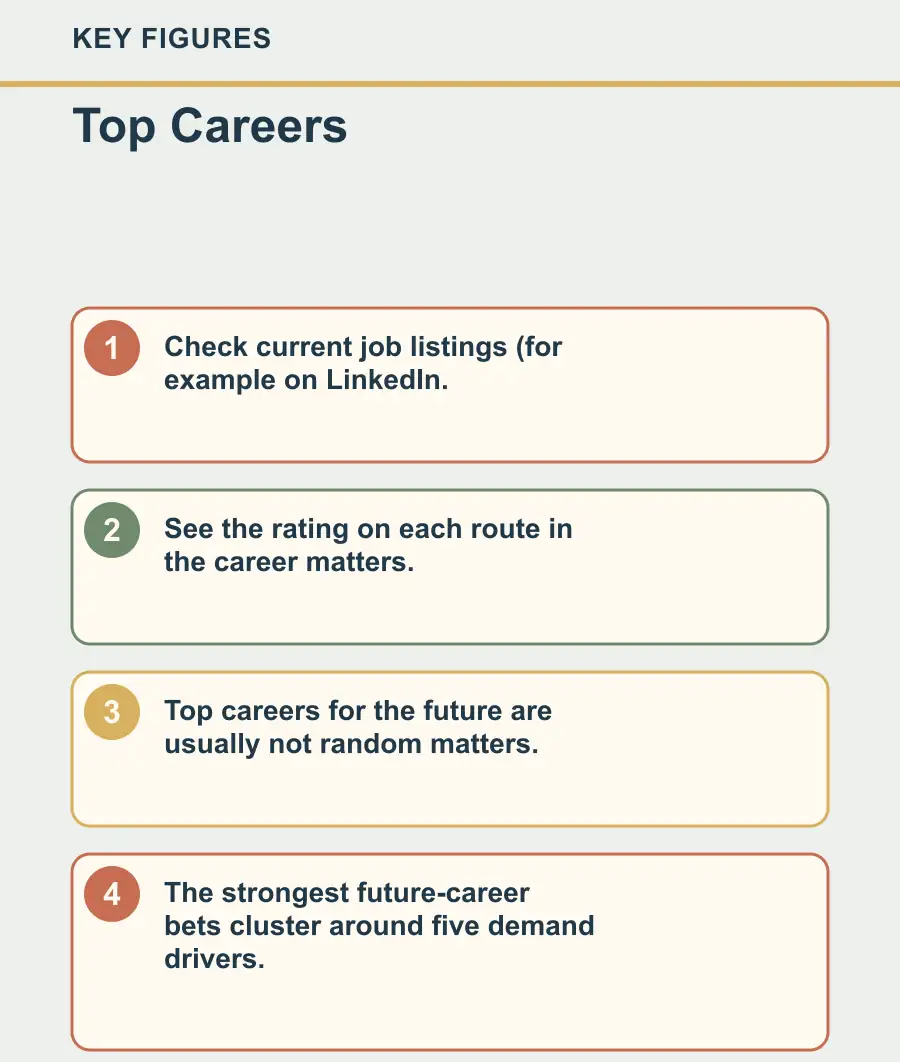 KEY FIGURES
Top Careers
1
Check current job listings (for
example on LinkedIn.
2
See the rating on each route in
the career matters.
3
Top careers for the future are
usually not random matters.
4
The strongest future-career
bets cluster around five demand
drivers.